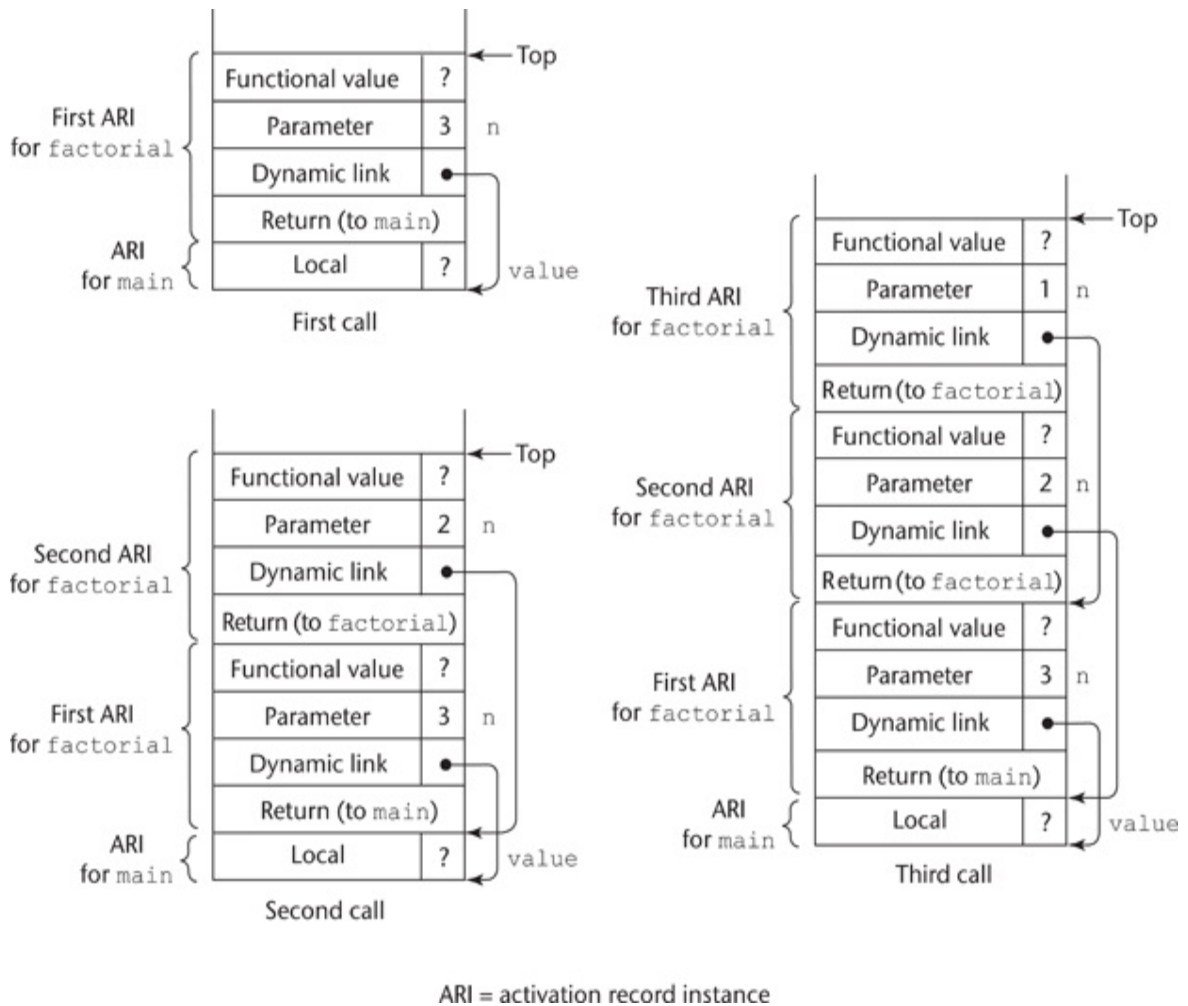 Top
Functional value ?
First ARI
for factorial
Parameter 3 n
Dynamic link
Return (to main)
ARI
for main
Local ?
value
First call
Top
Functional value ?
Parameter 2 n
Second ARI
for factorial
Dynamic link
Return (to factorial)
Functional value ?
First ARI
for factorial
Parameter 3 n
Dynamic link
Return (to main)
ARI
for main
Local ?
value
Second call
Top
Functional value ?
Third ARI
for factorial
Parameter 1 n
Dynamic link
Return (to factorial)
Functional value ?
Second ARI
for factorial
Parameter 2 n
Dynamic link
Return (to factorial)
Functional value ?
First ARI
for factorial
Parameter 3 n
Dynamic link
Return (to main)
ARI
for main
Local ?
value
Third call
ARI = activation record instance